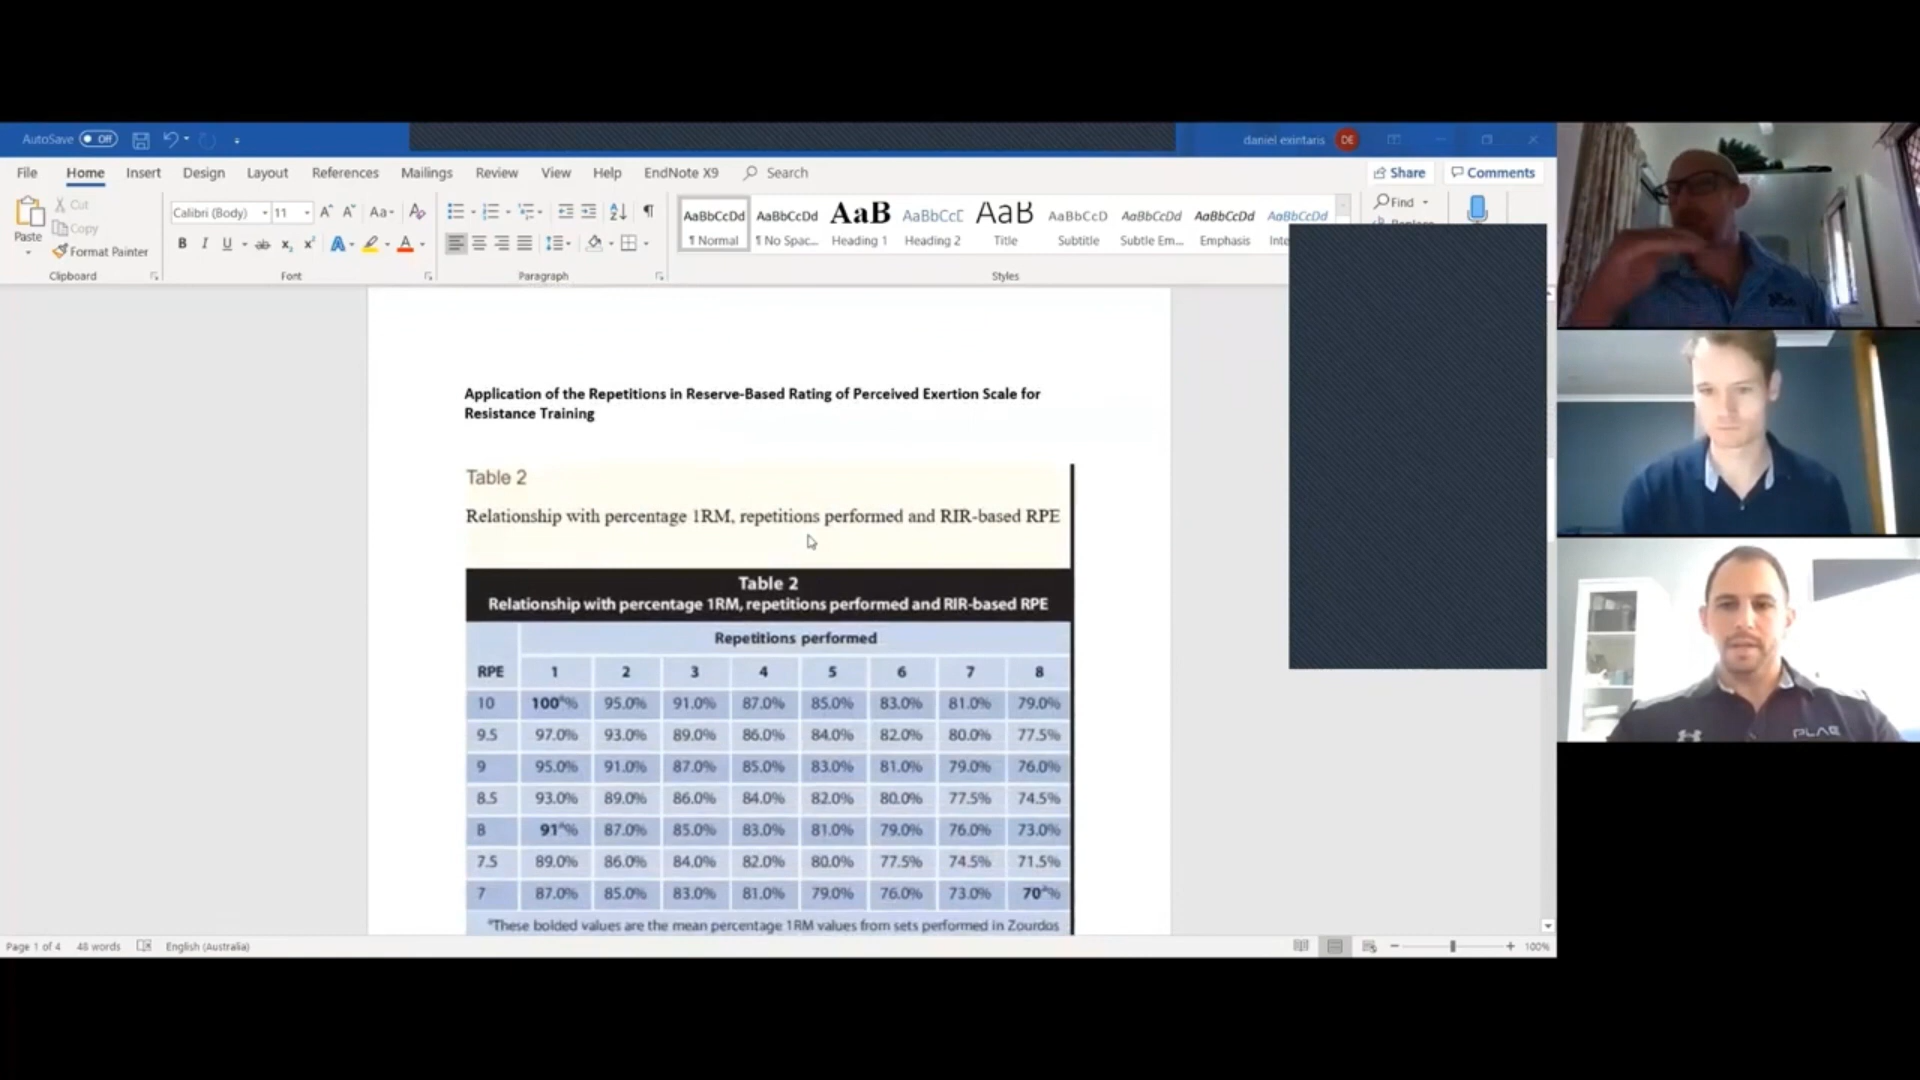 AutoSave Off
daniel exintaris DE
File Home Insert Design Layout References Mailings Review View Help EndNote X9 Search Share Comments
Paste
Cut
Copy
Format Painter
Clipboard
Calibri (Body) 11
Font
Paragraph
AaBbCcDd AaBbCcDd AaB AaBbCcC AaB AaBbCcD AaBbCcDd AaBbCcDd AaBbCcDd
¶ Normal ¶ No Spac... Heading 1 Heading 2 Title Subtitle Subtle Em... Emphasis Inte
Styles
Find
Application of the Repetitions in Reserve-Based Rating of Perceived Exertion Scale for
Resistance Training
Table 2
Relationship with percentage 1RM, repetitions performed and RIR-based RPE
Table 2
Relationship with percentage 1RM, repetitions performed and RIR-based RPE
Repetitions performed
RPE 1 2 3 4 5 6 7 8
10 100ᵃ% 95.0% 91.0% 87.0% 85.0% 83.0% 81.0% 79.0%
9.5 97.0% 93.0% 89.0% 86.0% 84.0% 82.0% 80.0% 77.5%
9 95.0% 91.0% 87.0% 85.0% 83.0% 81.0% 79.0% 76.0%
8.5 93.0% 89.0% 86.0% 84.0% 82.0% 80.0% 77.5% 74.5%
8 91ᵃ% 87.0% 85.0% 83.0% 81.0% 79.0% 76.0% 73.0%
7.5 89.0% 86.0% 84.0% 82.0% 80.0% 77.5% 74.5% 71.5%
7 87.0% 85.0% 83.0% 81.0% 79.0% 76.0% 73.0% 70ᵃ%
ᵃThese bolded values are the mean percentage 1RM values from sets performed in Zourdos
Page 1 of 4 48 words English (Australia) 100%
PLAE